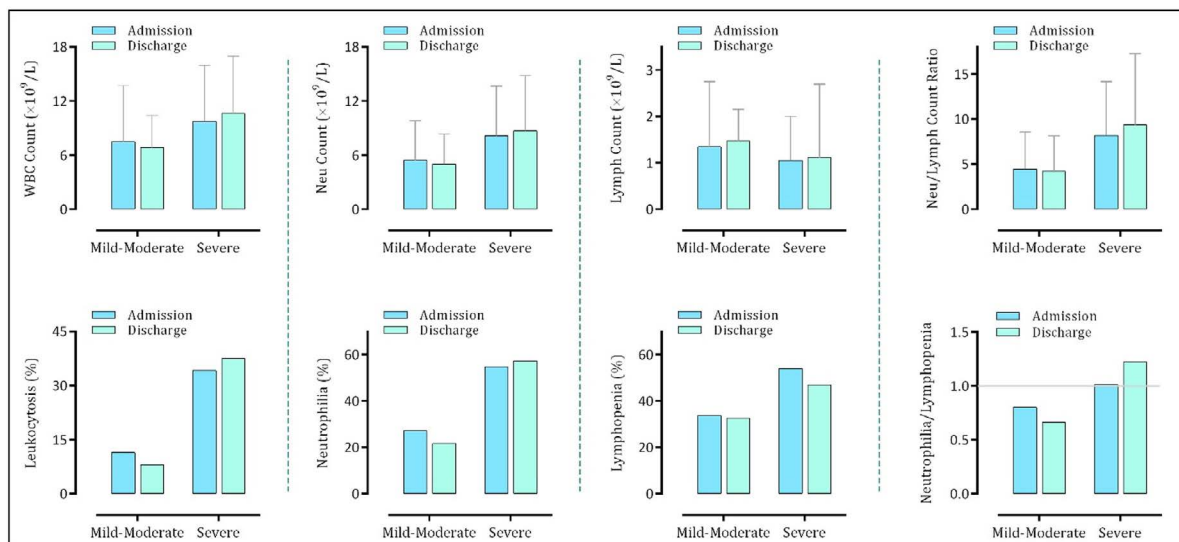 Admission
Discharge
WBC Count (×10⁹/L)
18
12
6
0
Mild-Moderate Severe
Admission
Discharge
Neu Count (×10⁹/L)
18
12
6
0
Mild-Moderate Severe
Admission
Discharge
Lymph Count (×10⁹/L)
3
2
1
0
Mild-Moderate Severe
Admission
Discharge
Neu/Lymph Count Ratio
15
10
5
0
Mild-Moderate Severe
Admission
Discharge
Leukocytosis (%)
45
30
15
0
Mild-Moderate Severe
Admission
Discharge
Neutrophilia (%)
60
40
20
0
Mild-Moderate Severe
Admission
Discharge
Lymphopenia (%)
60
40
20
0
Mild-Moderate Severe
Admission
Discharge
Neutrophilia/Lymphopenia
1.5
1.0
0.5
0.0
Mild-Moderate Severe